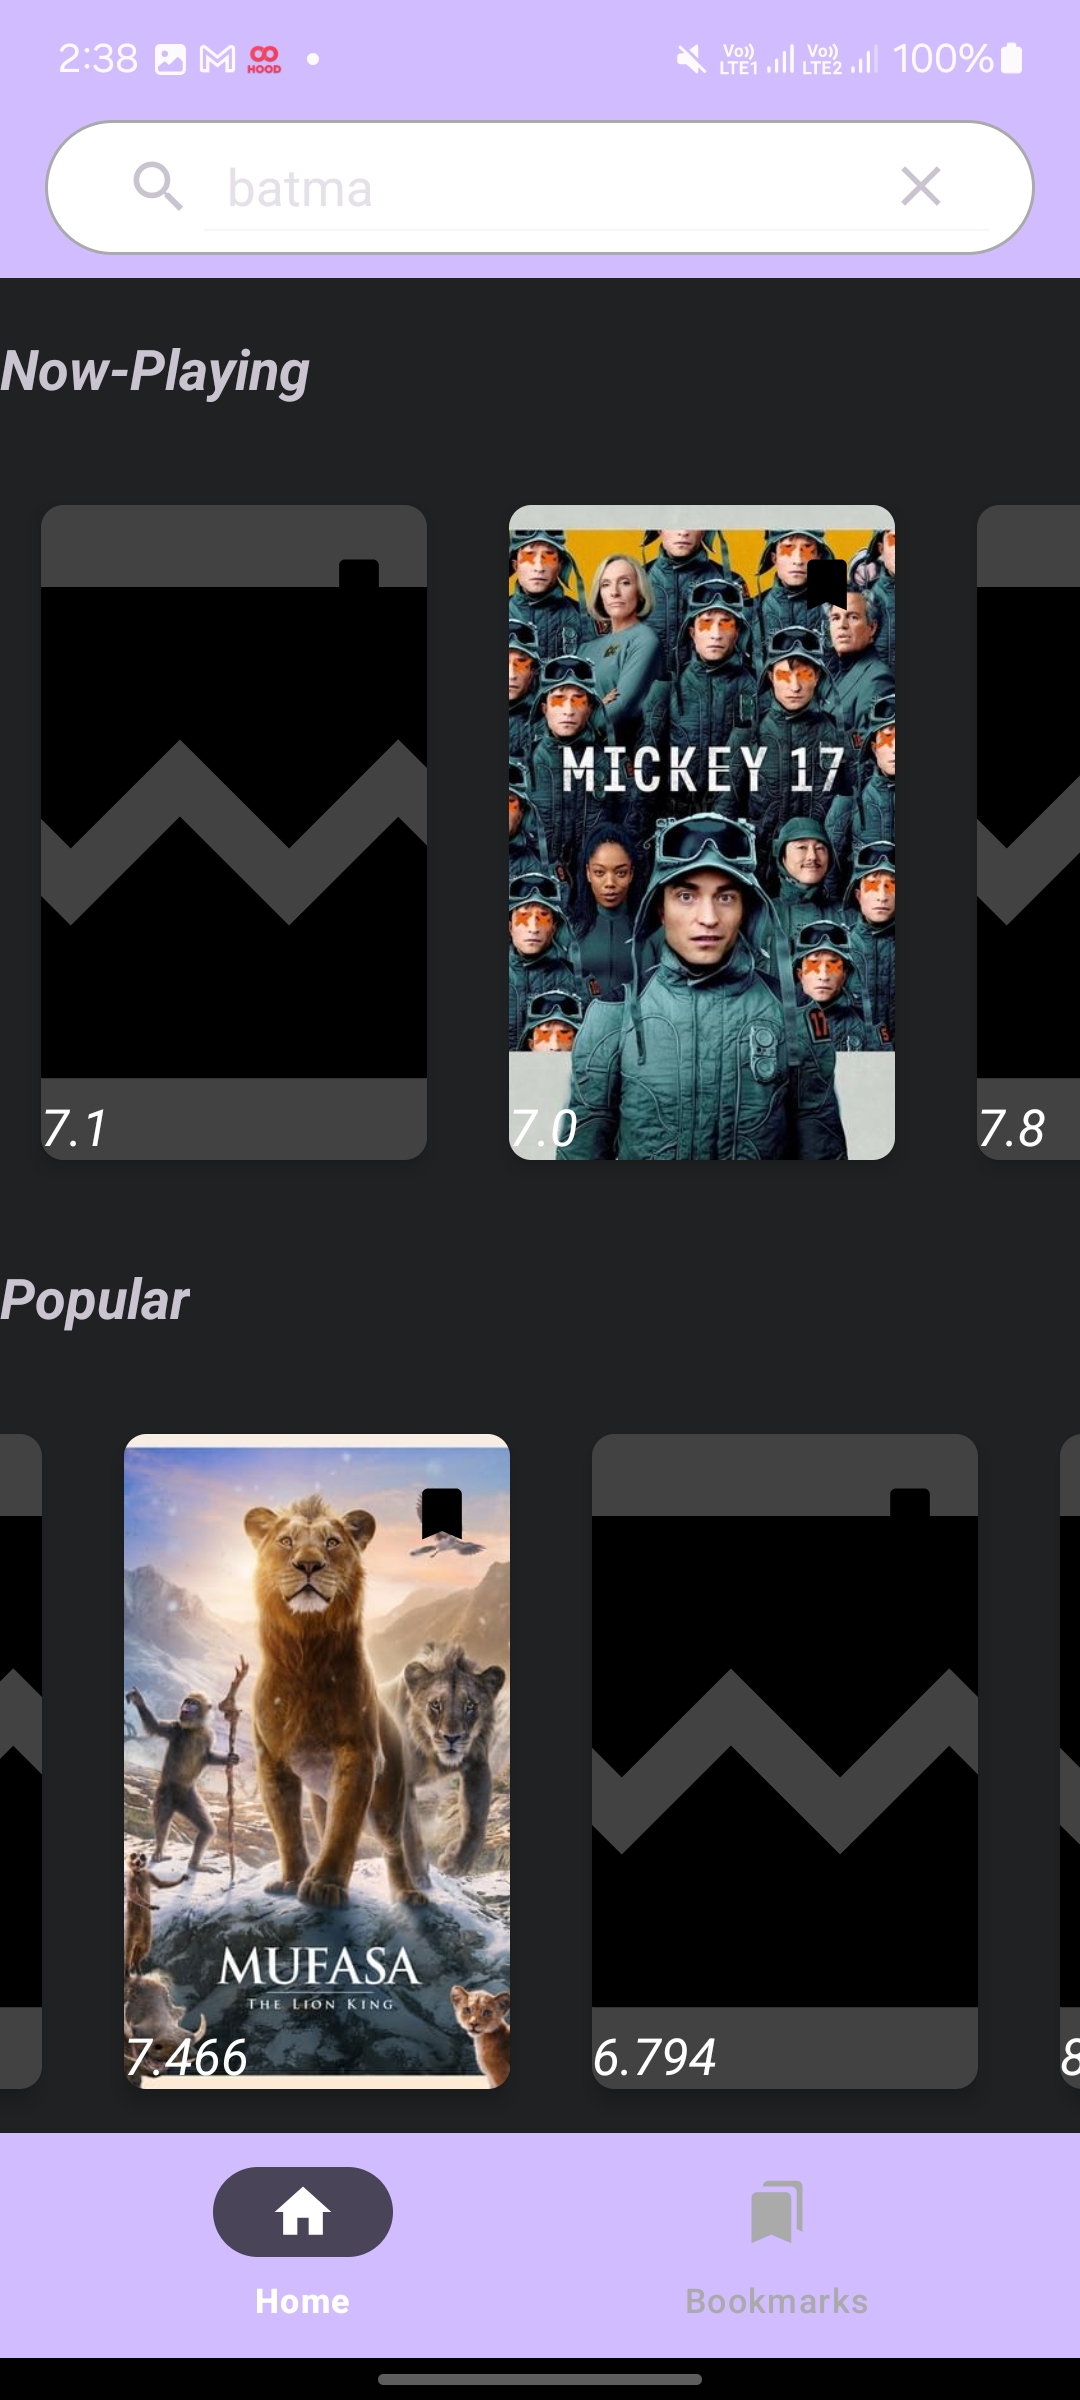 2:38
HOOD
Vo)) LTE1
Vo)) LTE2
100%
batma
Now-Playing
MICKEY 17
7.1
7.0
7.8
Popular
MUFASA
THE LION KING
7.466
6.794
8
Home
Bookmarks